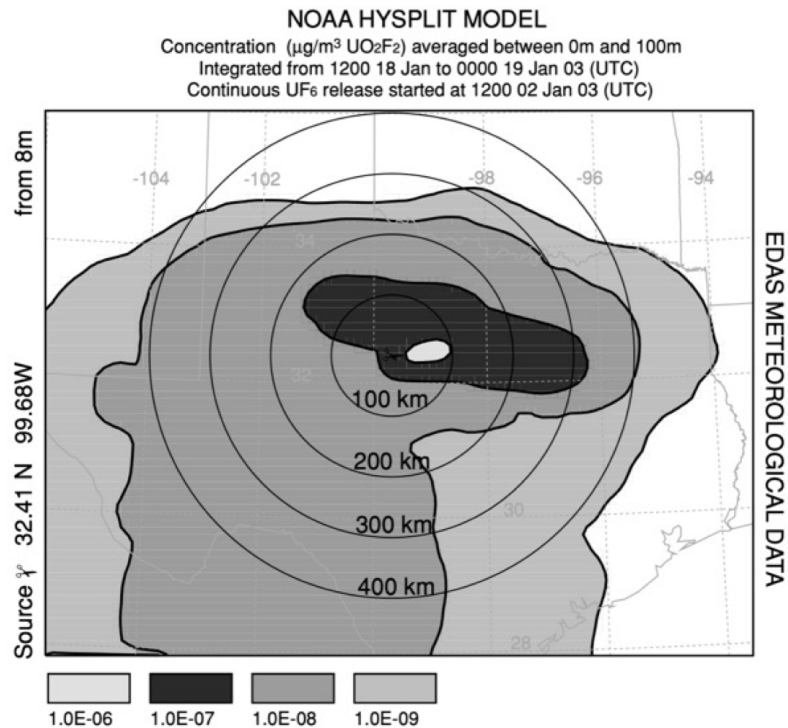 NOAA HYSPLIT MODEL
Concentration (µg/m³ UO₂F₂) averaged between 0m and 100m
Integrated from 1200 18 Jan to 0000 19 Jan 03 (UTC)
Continuous UF₆ release started at 1200 02 Jan 03 (UTC)
Source 32.41 N 99.68W from 8m
-104
-102
-98
-96
-94
34
32
30
28
100 km
200 km
300 km
400 km
EDAS METEOROLOGICAL DATA
1.0E-06 1.0E-07 1.0E-08 1.0E-09